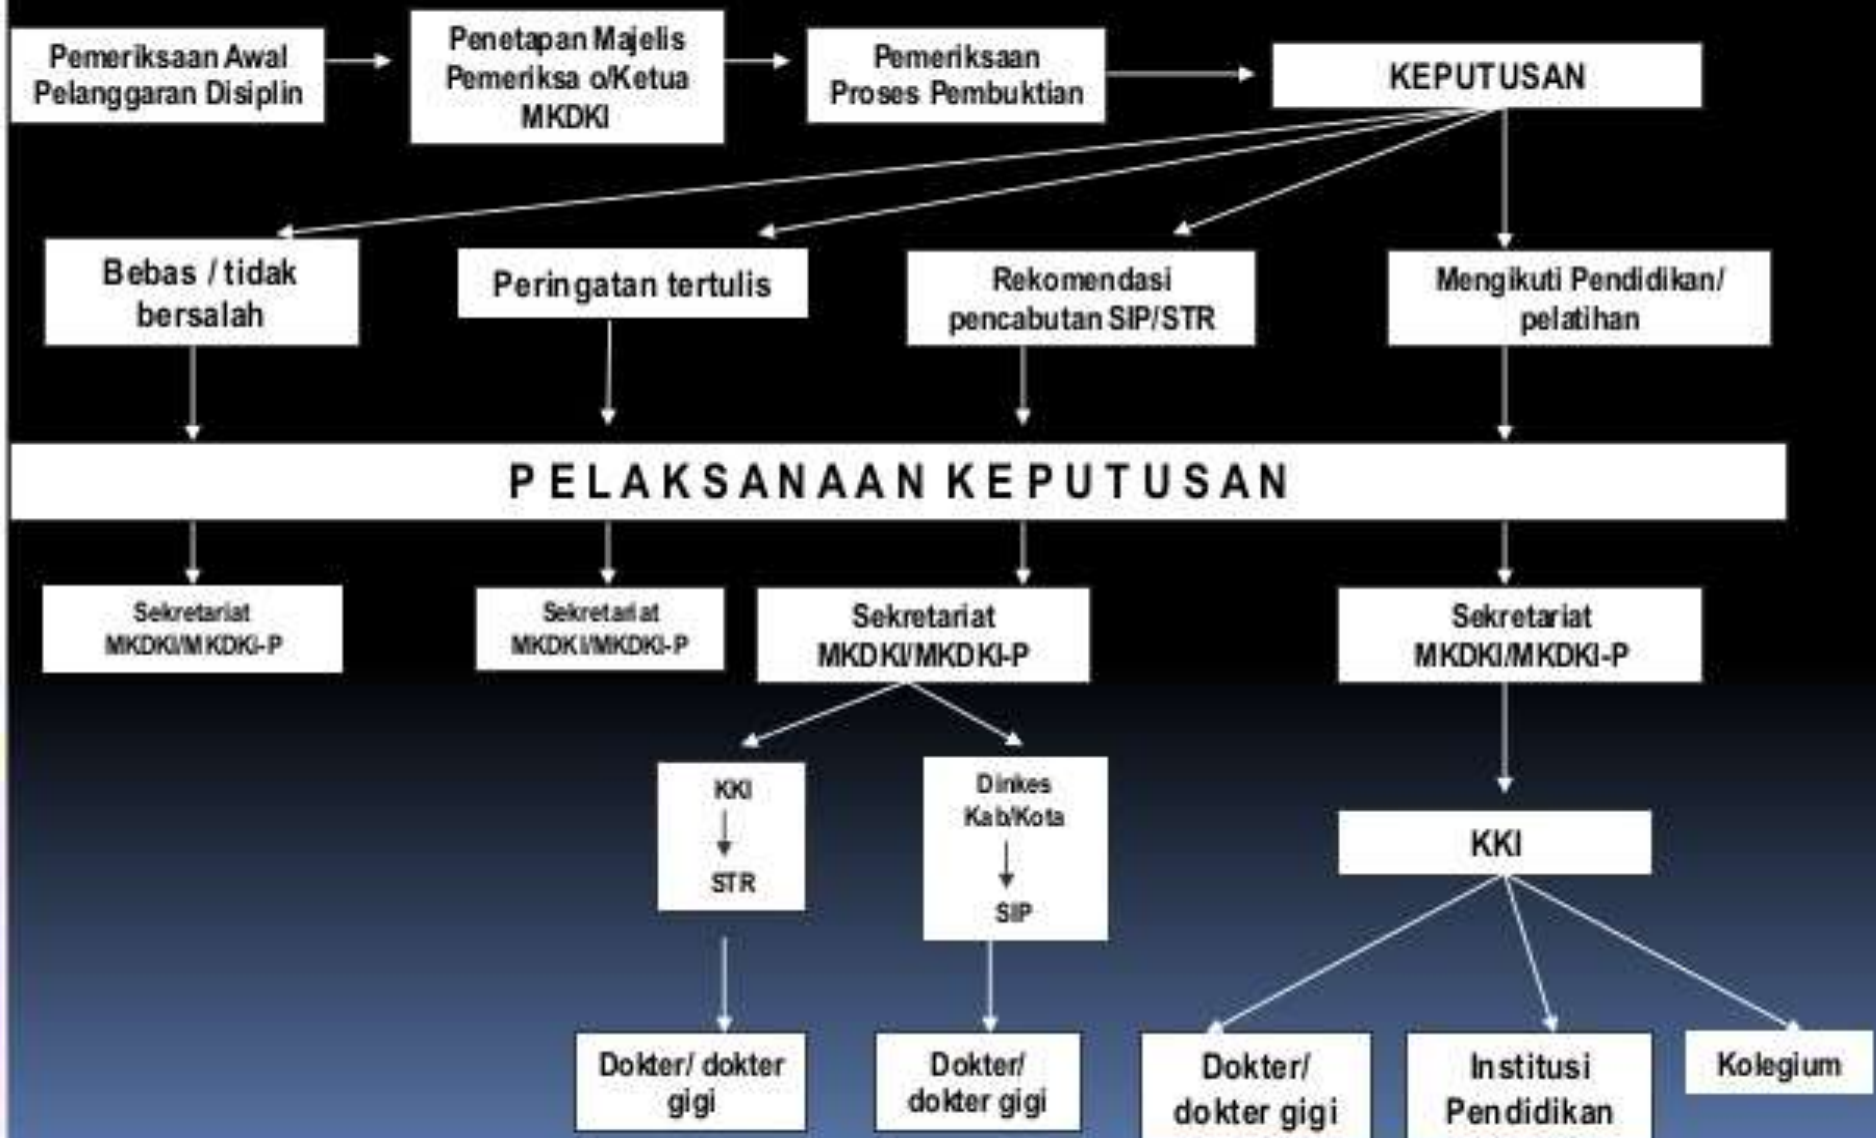 Pemeriksaan Awal
Pelanggaran Disiplin
Penetapan Majelis
Pemeriksa o/Ketua
MKDKI
Pemeriksaan
Proses Pembuktian
KEPUTUSAN
Bebas / tidak
bersalah
Peringatan tertulis
Rekomendasi
pencabutan SIP/STR
Mengikuti Pendidikan/
pelatihan
PELAKSANAAN KEPUTUSAN
Sekretariat
MKDKI/MKDKI-P
Sekretariat
MKDKI/MKDKI-P
Sekretariat
MKDKI/MKDKI-P
Sekretariat
MKDKI/MKDKI-P
KKI
STR
Dinkes
Kab/Kota
SIP
KKI
Dokter/ dokter
gigi
Dokter/
dokter gigi
Dokter/
dokter gigi
Institusi
Pendidikan
Kolegium